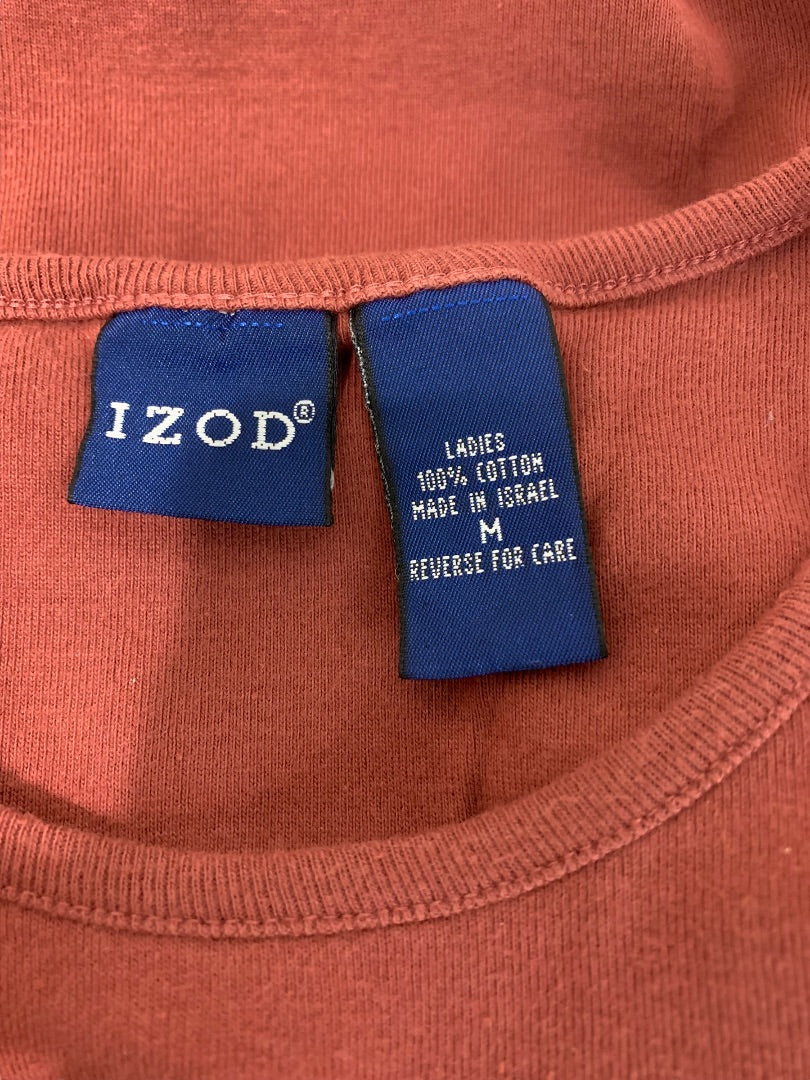 IZOD®
LADIES
100% COTTON
MADE IN ISRAEL
M
REVERSE FOR CARE